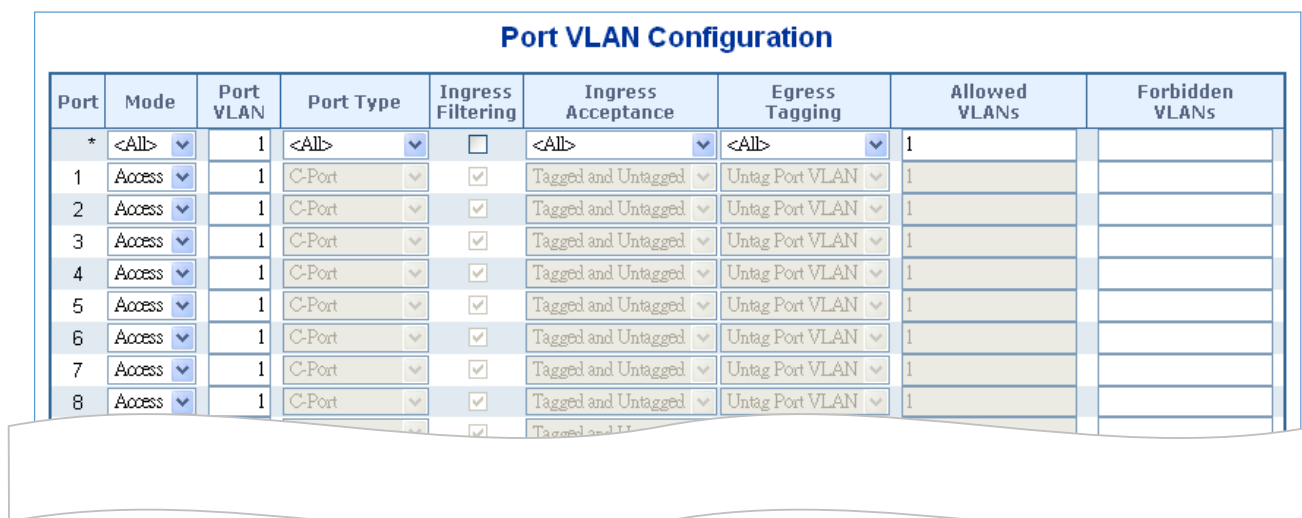 Port VLAN Configuration
Port Mode Port VLAN Port Type Ingress Filtering Ingress Acceptance Egress Tagging Allowed VLANs Forbidden VLANs
* <All> 1 <All> <All> <All> 1
1 Access 1 C-Port Tagged and Untagged Untag Port VLAN 1
2 Access 1 C-Port Tagged and Untagged Untag Port VLAN 1
3 Access 1 C-Port Tagged and Untagged Untag Port VLAN 1
4 Access 1 C-Port Tagged and Untagged Untag Port VLAN 1
5 Access 1 C-Port Tagged and Untagged Untag Port VLAN 1
6 Access 1 C-Port Tagged and Untagged Untag Port VLAN 1
7 Access 1 C-Port Tagged and Untagged Untag Port VLAN 1
8 Access 1 C-Port Tagged and Untagged Untag Port VLAN 1